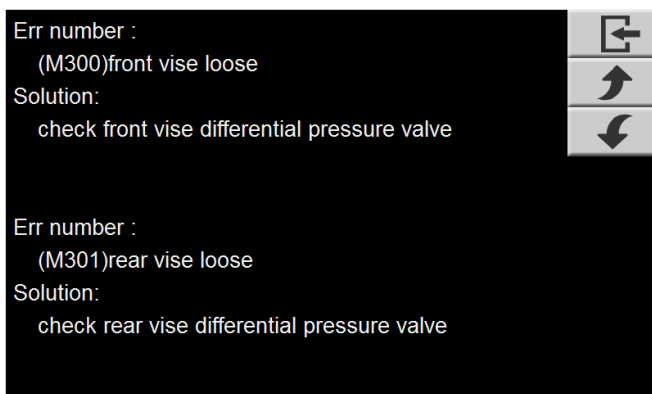 Err number :
(M300)front vise loose
Solution:
check front vise differential pressure valve
Err number :
(M301)rear vise loose
Solution:
check rear vise differential pressure valve